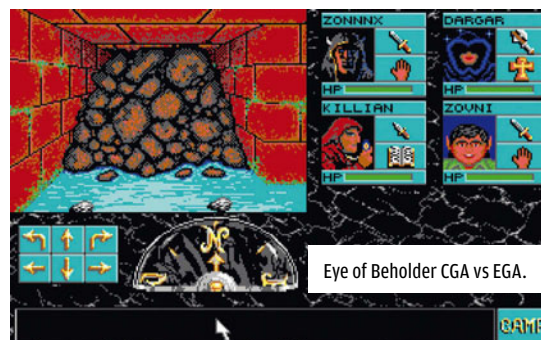 ZONNNX
DARGAR
HP
HP
KILLIAN
ZOVNI
HP
HP
N
Eye of Beholder CGA vs EGA.
CAMP